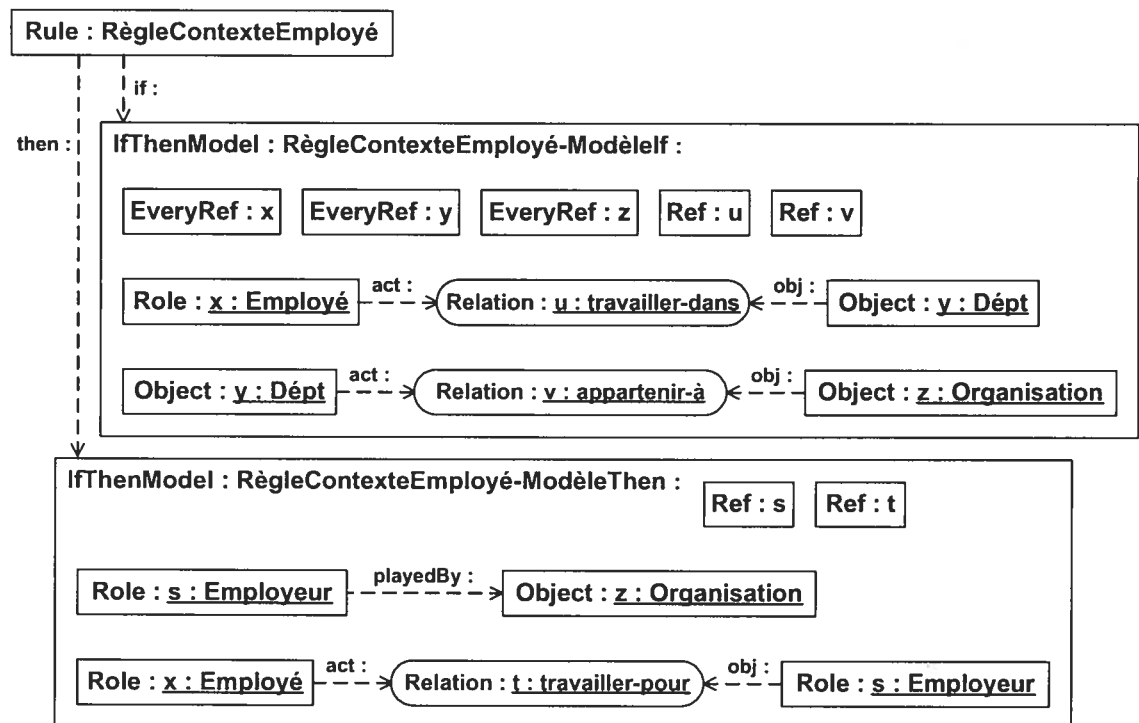 Rule : RègleContexteEmployé
if :
then :
IfThenModel : RègleContexteEmployé-ModèleIf :
EveryRef : x EveryRef : y EveryRef : z Ref : u Ref : v
Role : x : Employé act : Relation : u : travailler-dans obj : Object : y : Dépt
Object : y : Dépt act : Relation : v : appartenir-à obj : Object : z : Organisation
IfThenModel : RègleContexteEmployé-ModèleThen :
Ref : s Ref : t
Role : s : Employeur playedBy : Object : z : Organisation
Role : x : Employé act : Relation : t : travailler-pour obj : Role : s : Employeur